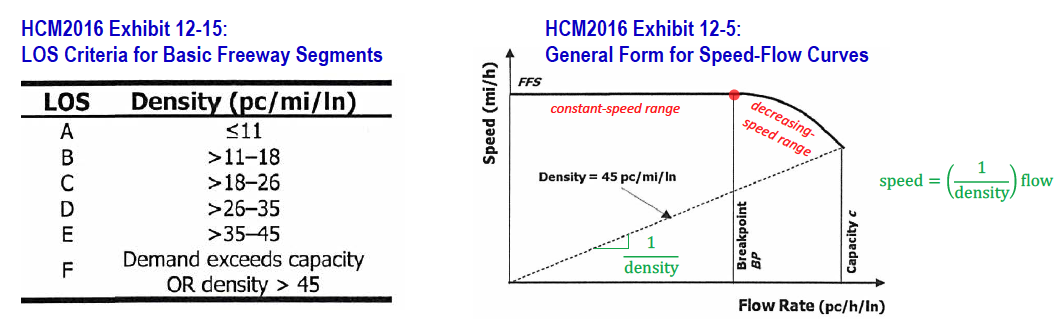 HCM2016 Exhibit 12-15:
LOS Criteria for Basic Freeway Segments
LOS Density (pc/mi/ln)
A ≤11
B >11–18
C >18–26
D >26–35
E >35–45
F Demand exceeds capacity
OR density > 45
HCM2016 Exhibit 12-5:
General Form for Speed-Flow Curves
Speed (mi/h)
FFS
constant-speed range
decreasing-
speed range
Density = 45 pc/mi/ln
1
density
Breakpoint
BP
Capacity c
Flow Rate (pc/h/ln)
speed = (1/density) flow